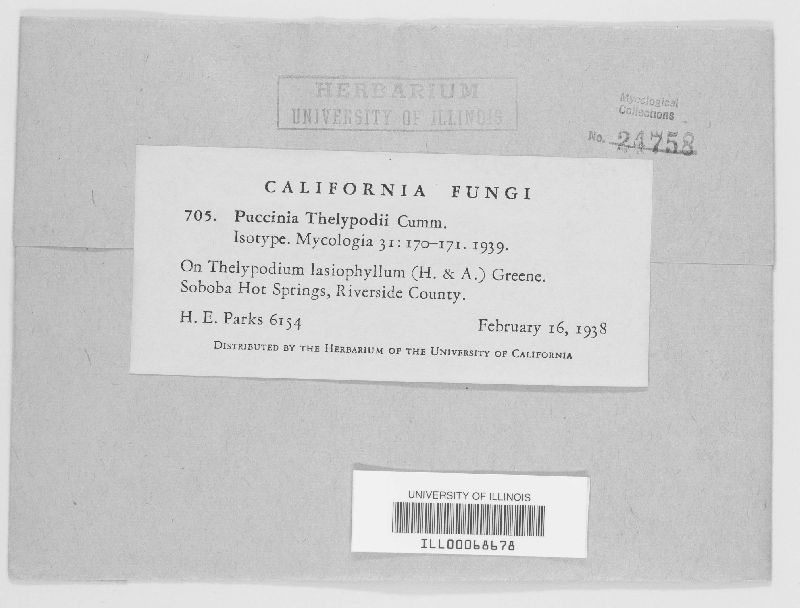 HERBARIUM
UNIVERSITY OF ILLINOIS
Mycological
Collections
No. 24758
CALIFORNIA FUNGI
705. Puccinia Thelypodii Cumm.
Isotype. Mycologia 31: 170–171. 1939.
On Thelypodium lasiophyllum (H. & A.) Greene.
Soboba Hot Springs, Riverside County.
H. E. Parks 6154 February 16, 1938
DISTRIBUTED BY THE HERBARIUM OF THE UNIVERSITY OF CALIFORNIA
UNIVERSITY OF ILLINOIS
ILL00068678